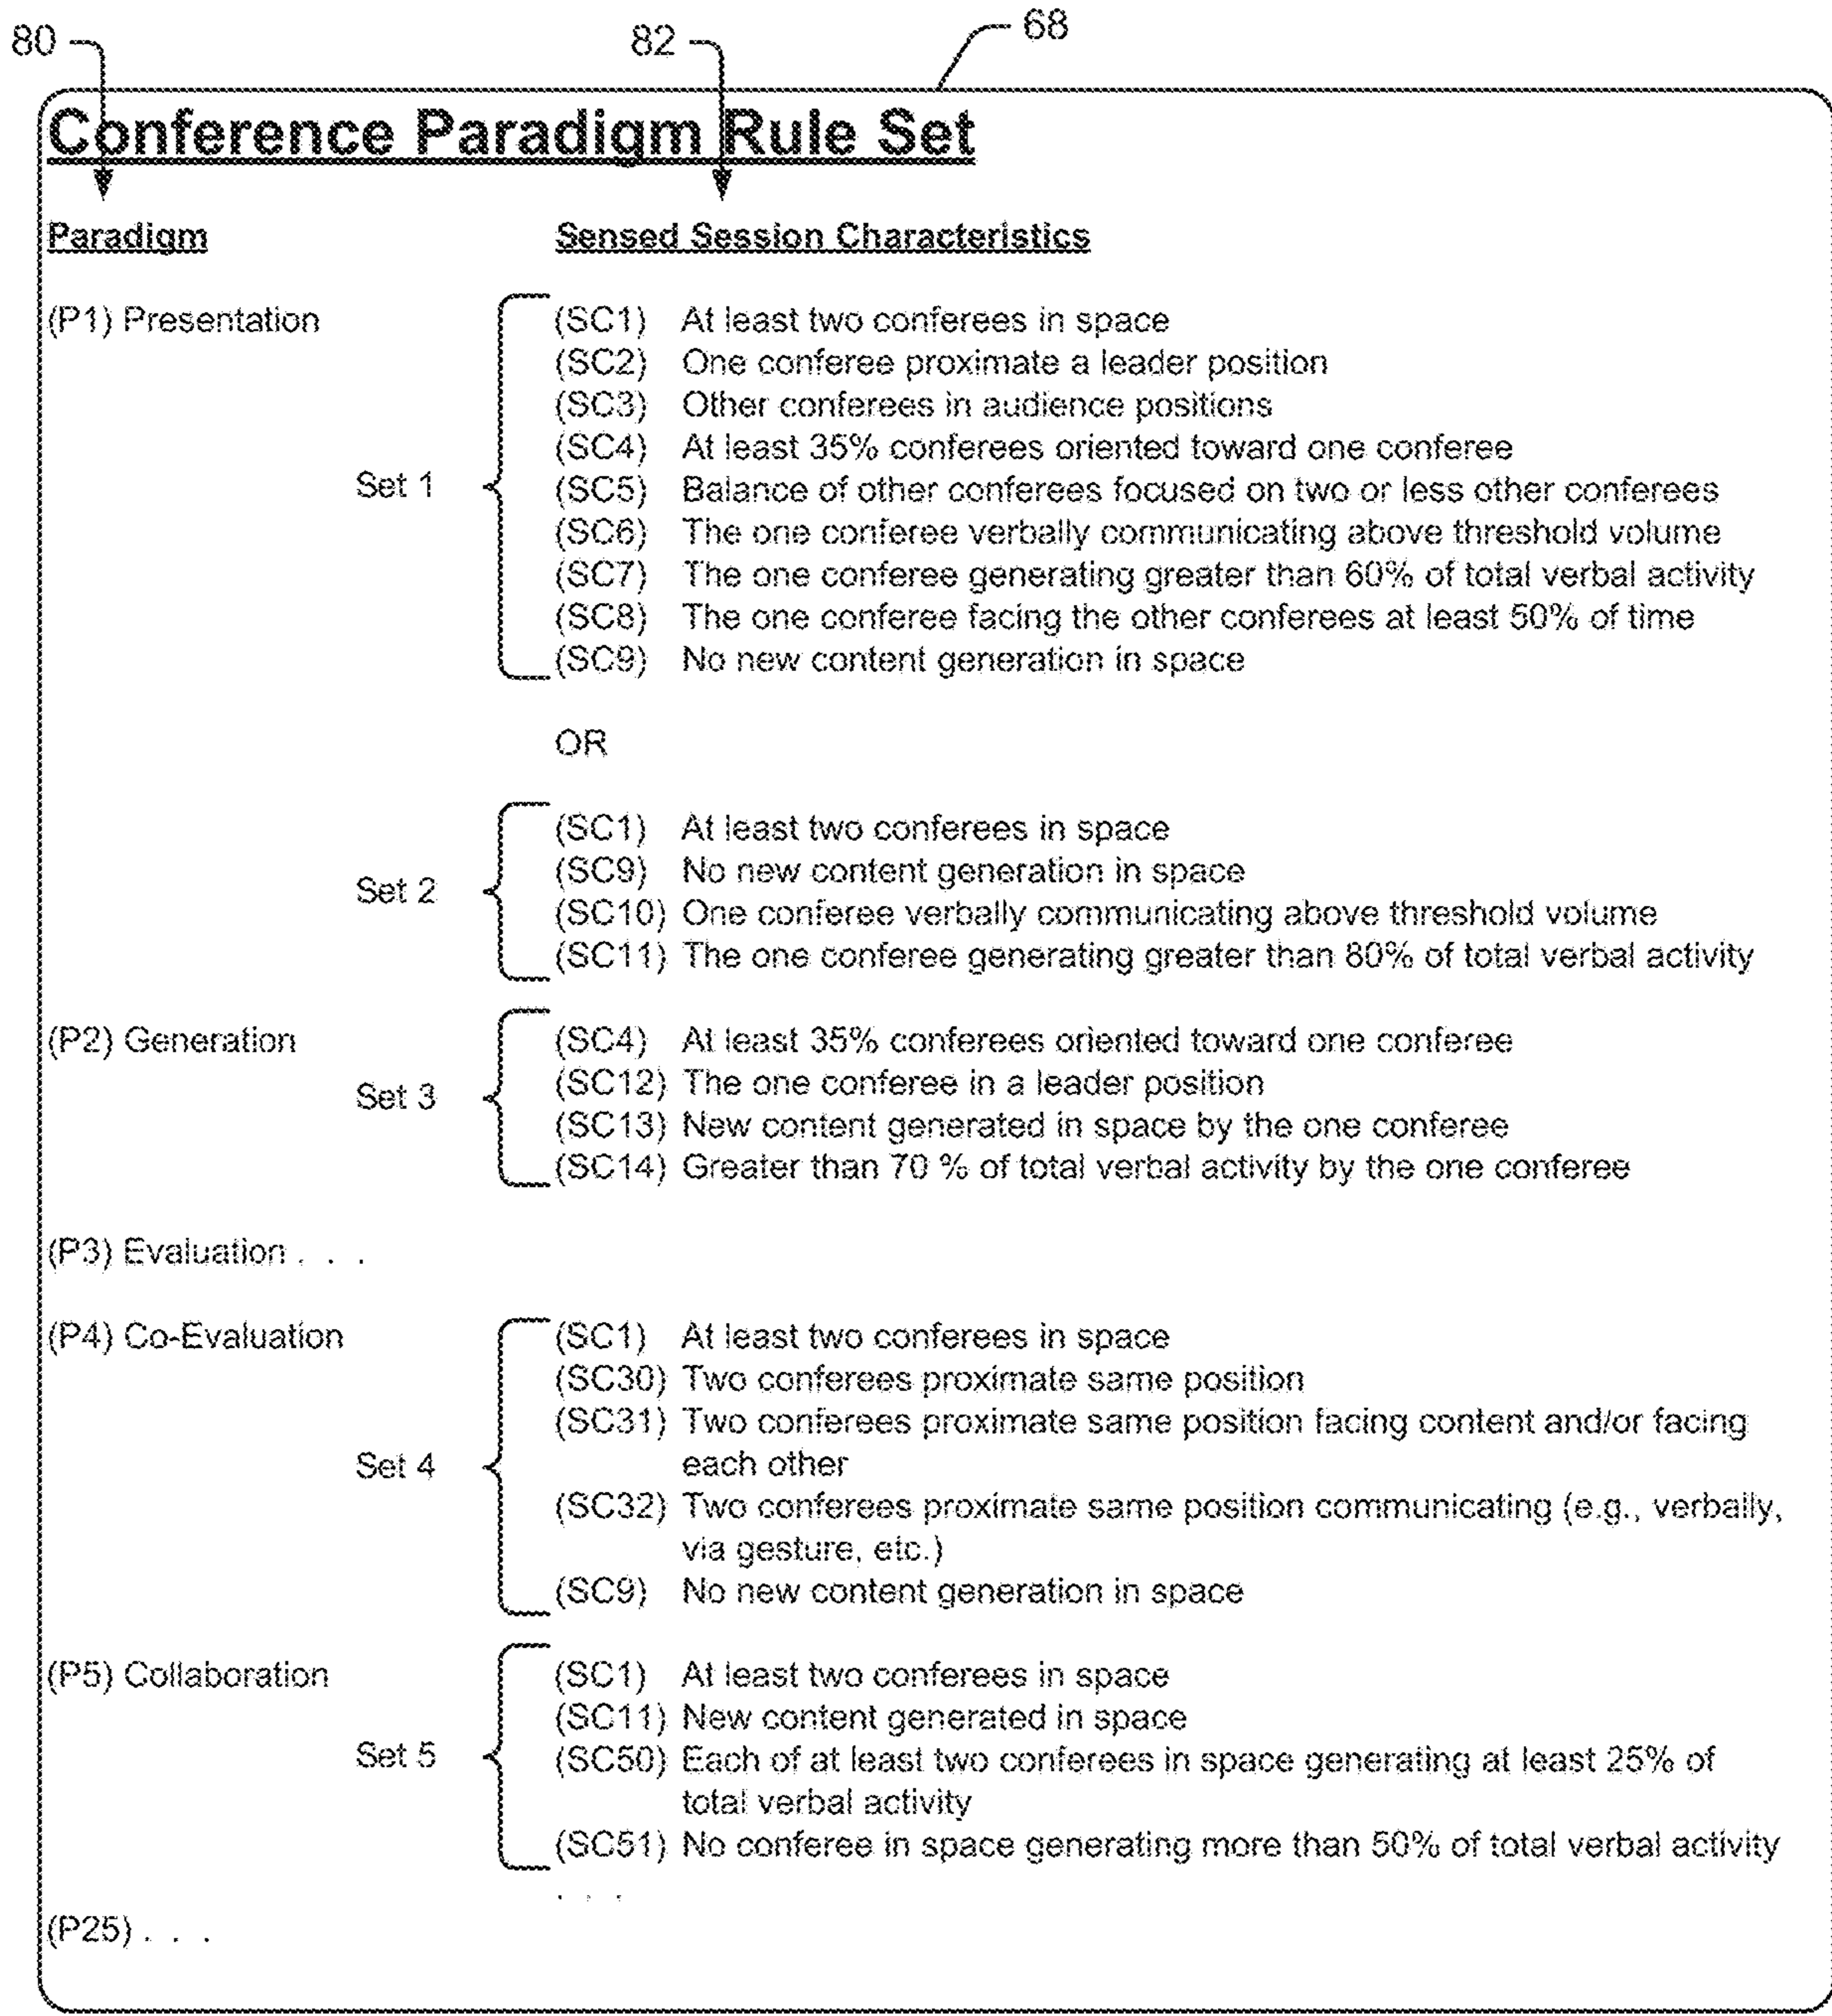 80
82
68
Conference Paradigm Rule Set
Paradigm
Sensed Session Characteristics
(P1) Presentation
Set 1
(SC1) At least two conferees in space
(SC2) One conferee proximate a leader position
(SC3) Other conferees in audience positions
(SC4) At least 35% conferees oriented toward one conferee
(SC5) Balance of other conferees focused on two or less other conferees
(SC6) The one conferee verbally communicating above threshold volume
(SC7) The one conferee generating greater than 60% of total verbal activity
(SC8) The one conferee facing the other conferees at least 50% of time
(SC9) No new content generation in space
OR
Set 2
(SC1) At least two conferees in space
(SC9) No new content generation in space
(SC10) One conferee verbally communicating above threshold volume
(SC11) The one conferee generating greater than 80% of total verbal activity
(P2) Generation
Set 3
(SC4) At least 35% conferees oriented toward one conferee
(SC12) The one conferee in a leader position
(SC13) New content generated in space by the one conferee
(SC14) Greater than 70 % of total verbal activity by the one conferee
(P3) Evaluation . . .
(P4) Co-Evaluation
Set 4
(SC1) At least two conferees in space
(SC30) Two conferees proximate same position
(SC31) Two conferees proximate same position facing content and/or facing
each other
(SC32) Two conferees proximate same position communicating (e.g., verbally,
via gesture, etc.)
(SC9) No new content generation in space
(P5) Collaboration
Set 5
(SC1) At least two conferees in space
(SC11) New content generated in space
(SC50) Each of at least two conferees in space generating at least 25% of
total verbal activity
(SC51) No conferee in space generating more than 50% of total verbal activity
. . .
(P25) . . .